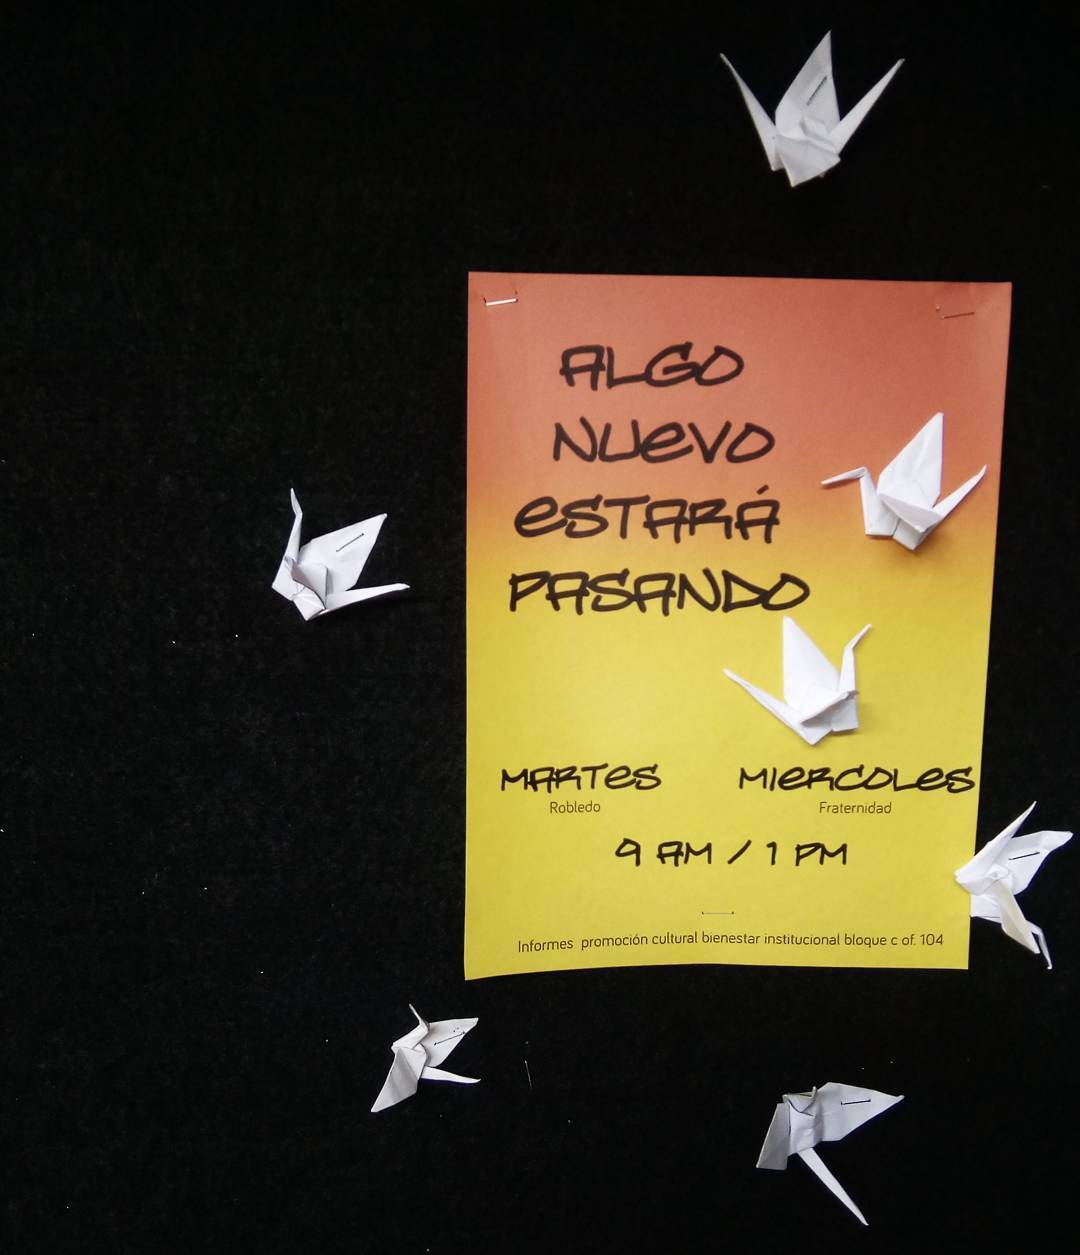 ALGO
NUEVO
ESTARÁ
PASANDO
MARTES MIERCOLES
Robledo Fraternidad
9 AM / 1 PM
Informes promoción cultural bienestar institucional bloque c of. 104